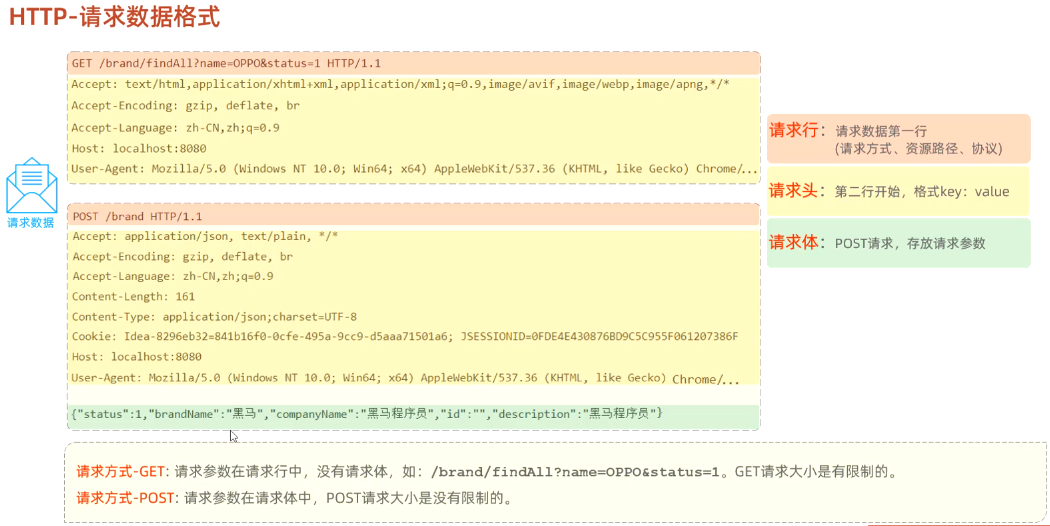 HTTP-请求数据格式
GET /brand/findAll?name=OPPO&status=1 HTTP/1.1
Accept: text/html,application/xhtml+xml,application/xml;q=0.9,image/avif,image/webp,image/apng,*/*
Accept-Encoding: gzip, deflate, br
Accept-Language: zh-CN,zh;q=0.9
Host: localhost:8080
User-Agent: Mozilla/5.0 (Windows NT 10.0; Win64; x64) AppleWebKit/537.36 (KHTML, like Gecko) Chrome/...
请求数据
POST /brand HTTP/1.1
Accept: application/json, text/plain, */*
Accept-Encoding: gzip, deflate, br
Accept-Language: zh-CN,zh;q=0.9
Content-Length: 161
Content-Type: application/json;charset=UTF-8
Cookie: Idea-8296eb32=841b16f0-0cfe-495a-9cc9-d5aaa71501a6; JSESSIONID=0FDE4E430876BD9C5C955F061207386F
Host: localhost:8080
User-Agent: Mozilla/5.0 (Windows NT 10.0; Win64; x64) AppleWebKit/537.36 (KHTML, like Gecko) Chrome/...
{"status":1,"brandName":"黑马","companyName":"黑马程序员","id":"","description":"黑马程序员"}
请求行：请求数据第一行
(请求方式、资源路径、协议)
请求头：第二行开始，格式key：value
请求体：POST请求，存放请求参数
请求方式-GET: 请求参数在请求行中，没有请求体，如：/brand/findAll?name=OPPO&status=1。GET请求大小是有限制的。
请求方式-POST: 请求参数在请求体中，POST请求大小是没有限制的。